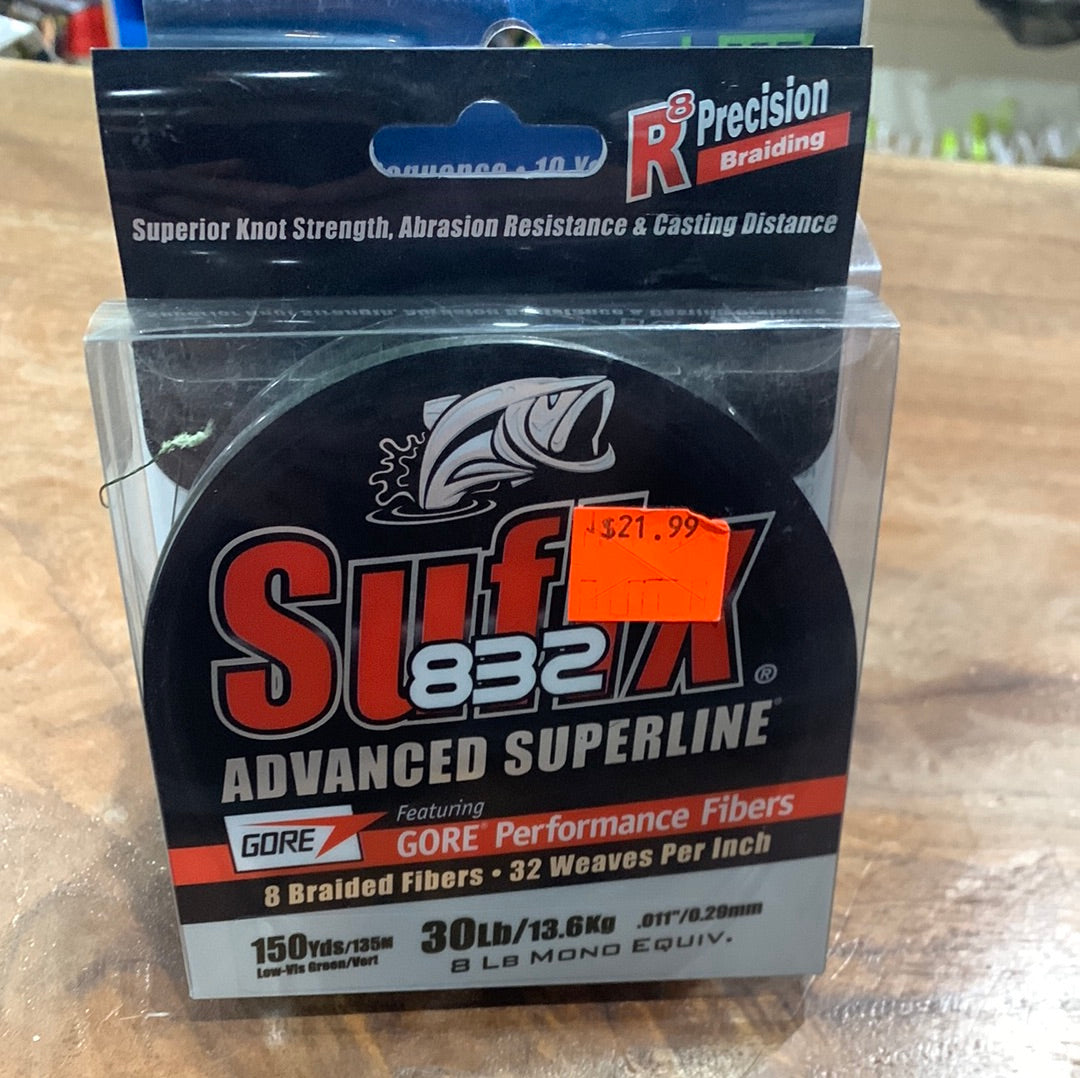 R8 Precision
Braiding
Superior Knot Strength, Abrasion Resistance & Casting Distance
$21.99
Sufix®
832
ADVANCED SUPERLINE®
GORE
Featuring
GORE® Performance Fibers
8 Braided Fibers • 32 Weaves Per Inch
150Yds/135M
Low-Vis Green/Vert
30Lb/13.6Kg
.011"/0.29mm
8 LB MONO EQUIV.